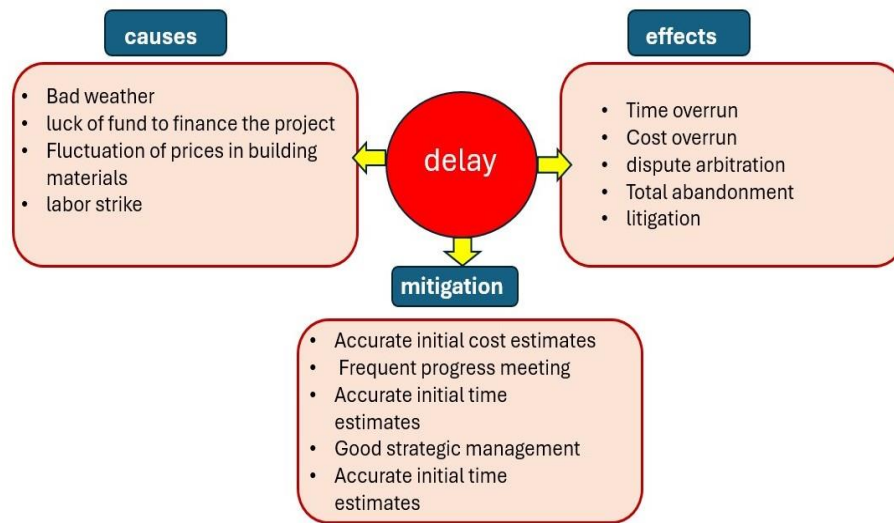 causes
• Bad weather
• luck of fund to finance the project
• Fluctuation of prices in building
materials
• labor strike
delay
effects
• Time overrun
• Cost overrun
• dispute arbitration
• Total abandonment
• litigation
mitigation
• Accurate initial cost estimates
• Frequent progress meeting
• Accurate initial time
estimates
• Good strategic management
• Accurate initial time
estimates